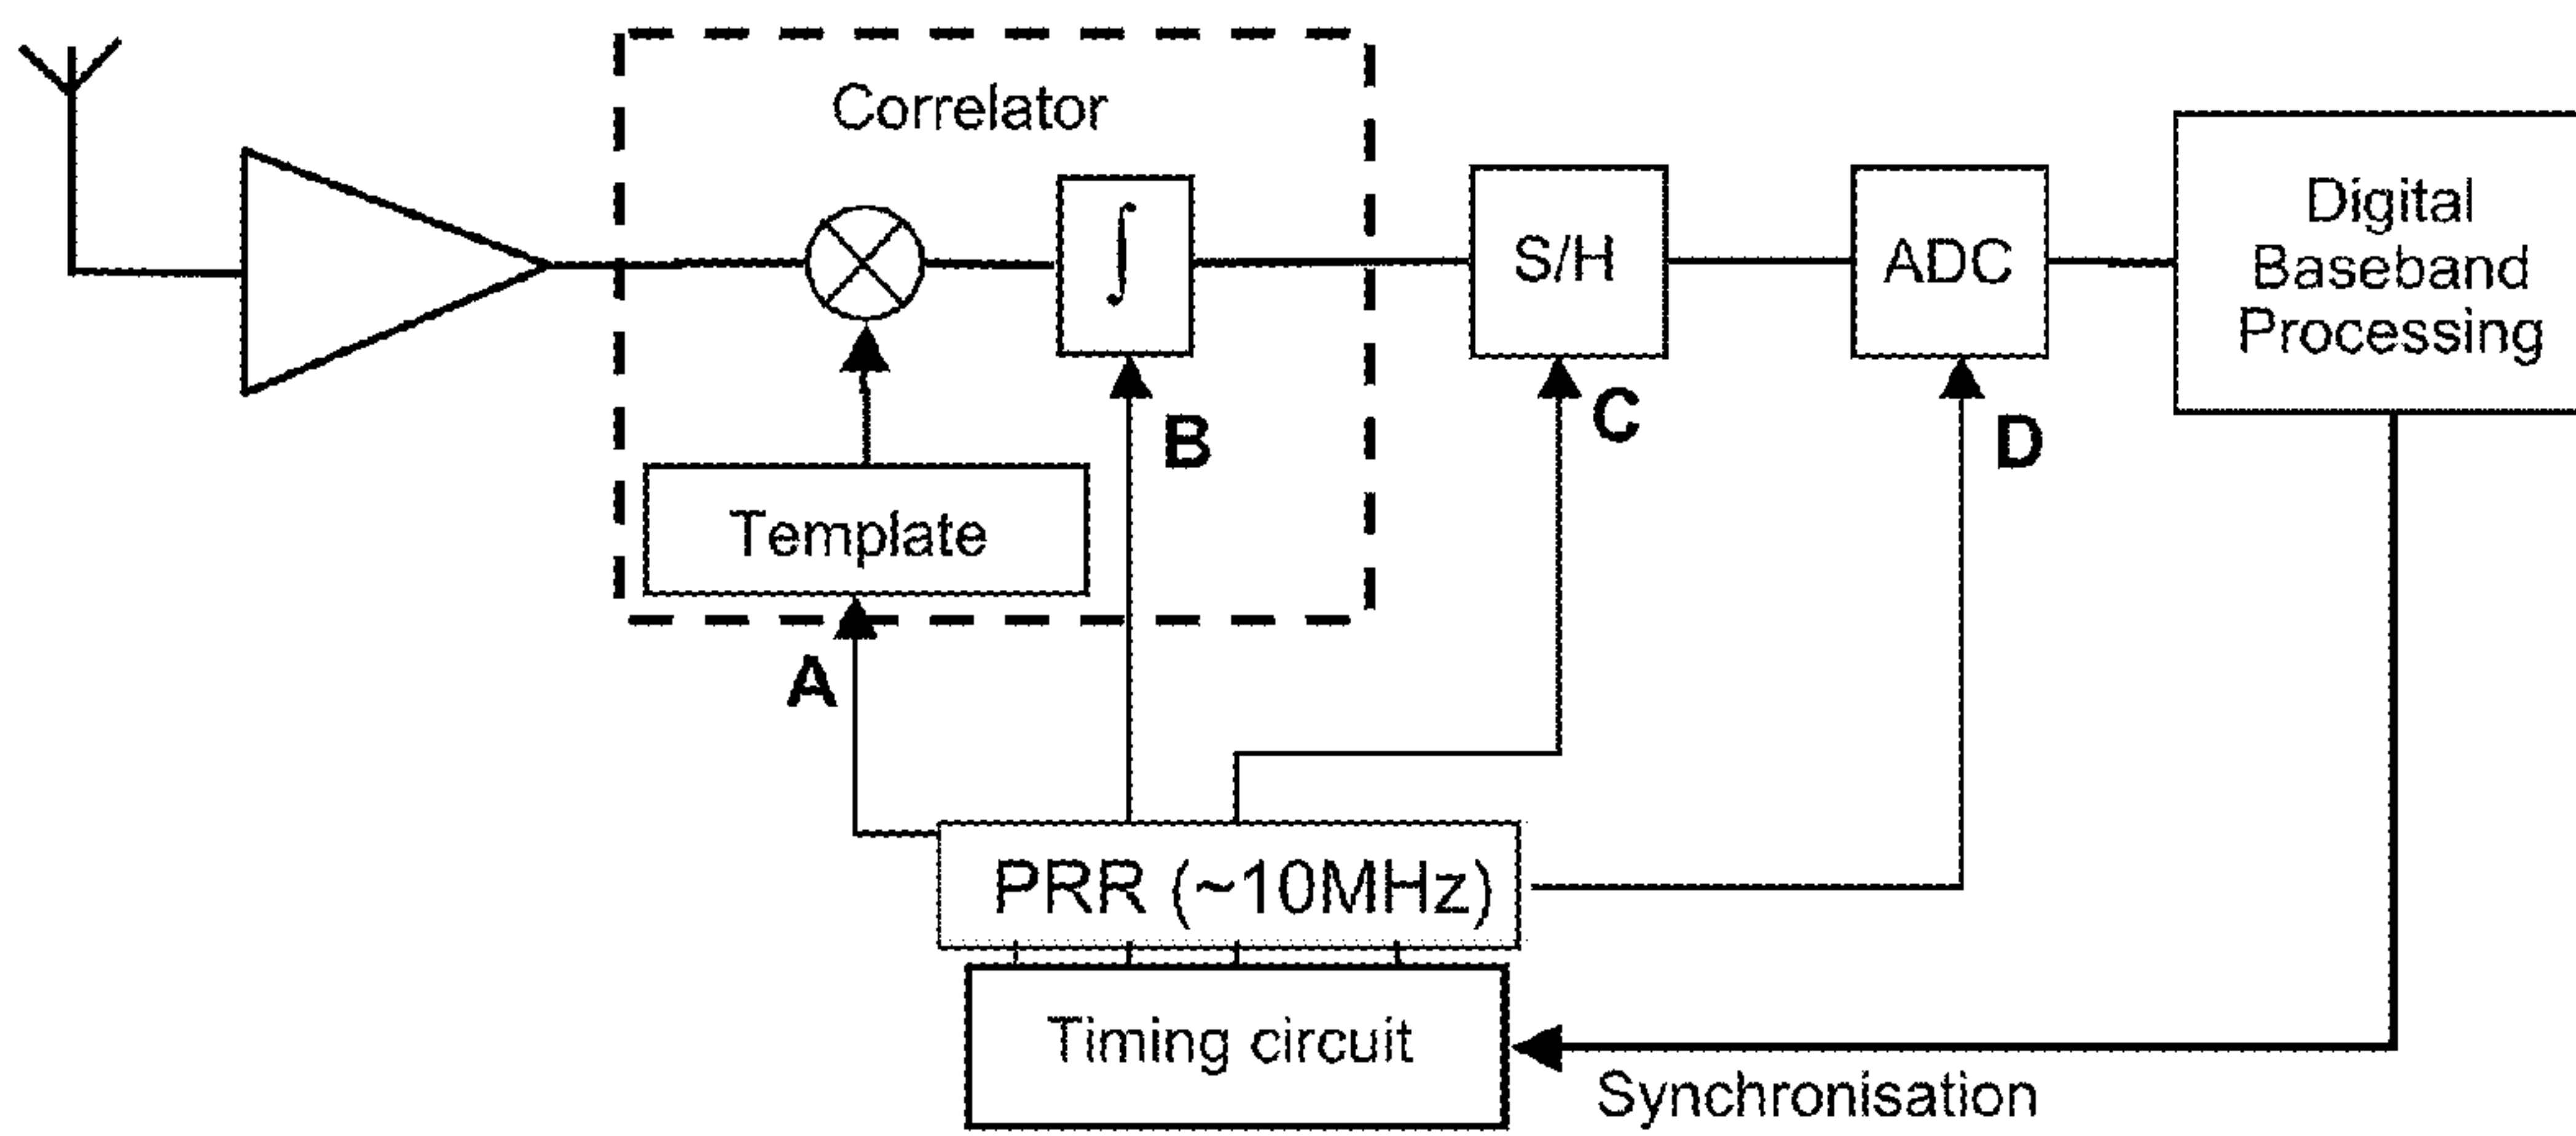 Correlator
∫
S/H
ADC
Digital
Baseband
Processing
Template
A
B
C
D
PRR (~10MHz)
Timing circuit
Synchronisation